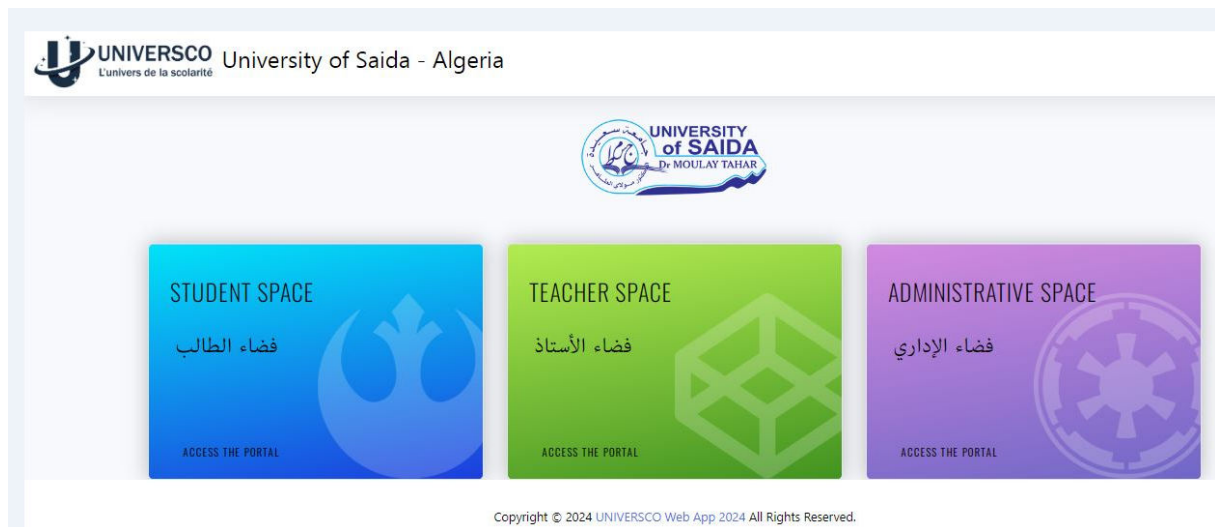 UNIVERSCO
L'univers de la scolarité
University of Saida - Algeria
UNIVERSITY
of SAIDA
Dr MOULAY TAHAR
STUDENT SPACE
فضاء الطالب
ACCESS THE PORTAL
TEACHER SPACE
فضاء الأستاذ
ACCESS THE PORTAL
ADMINISTRATIVE SPACE
فضاء الإداري
ACCESS THE PORTAL
Copyright © 2024 UNIVERSCO Web App 2024 All Rights Reserved.